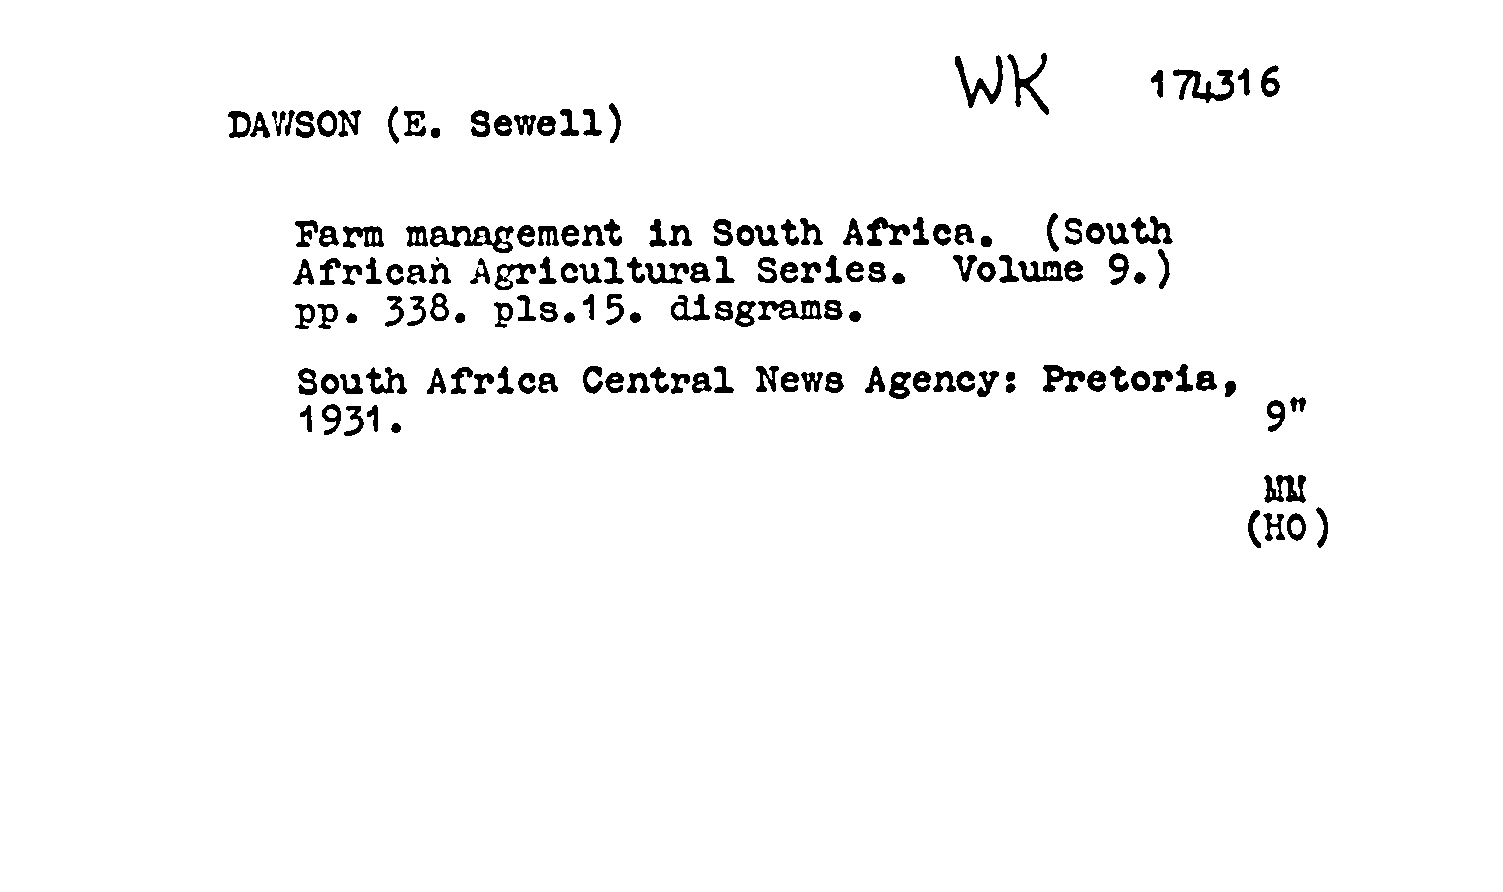 WK 174316
DAWSON (E. Sewell)
Farm management in South Africa. (South
African Agricultural Series. Volume 9.)
pp. 338. pls.15. disgrams.
South Africa Central News Agency: Pretoria,
1931.
9"
MM
(HO)